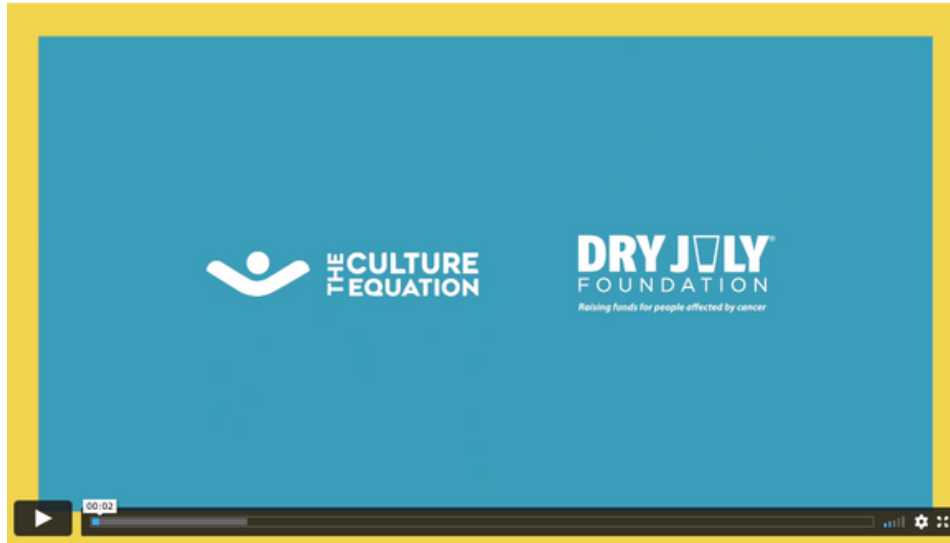 THE CULTURE
EQUATION
DRY JULY®
FOUNDATION
Raising funds for people affected by cancer
00:02